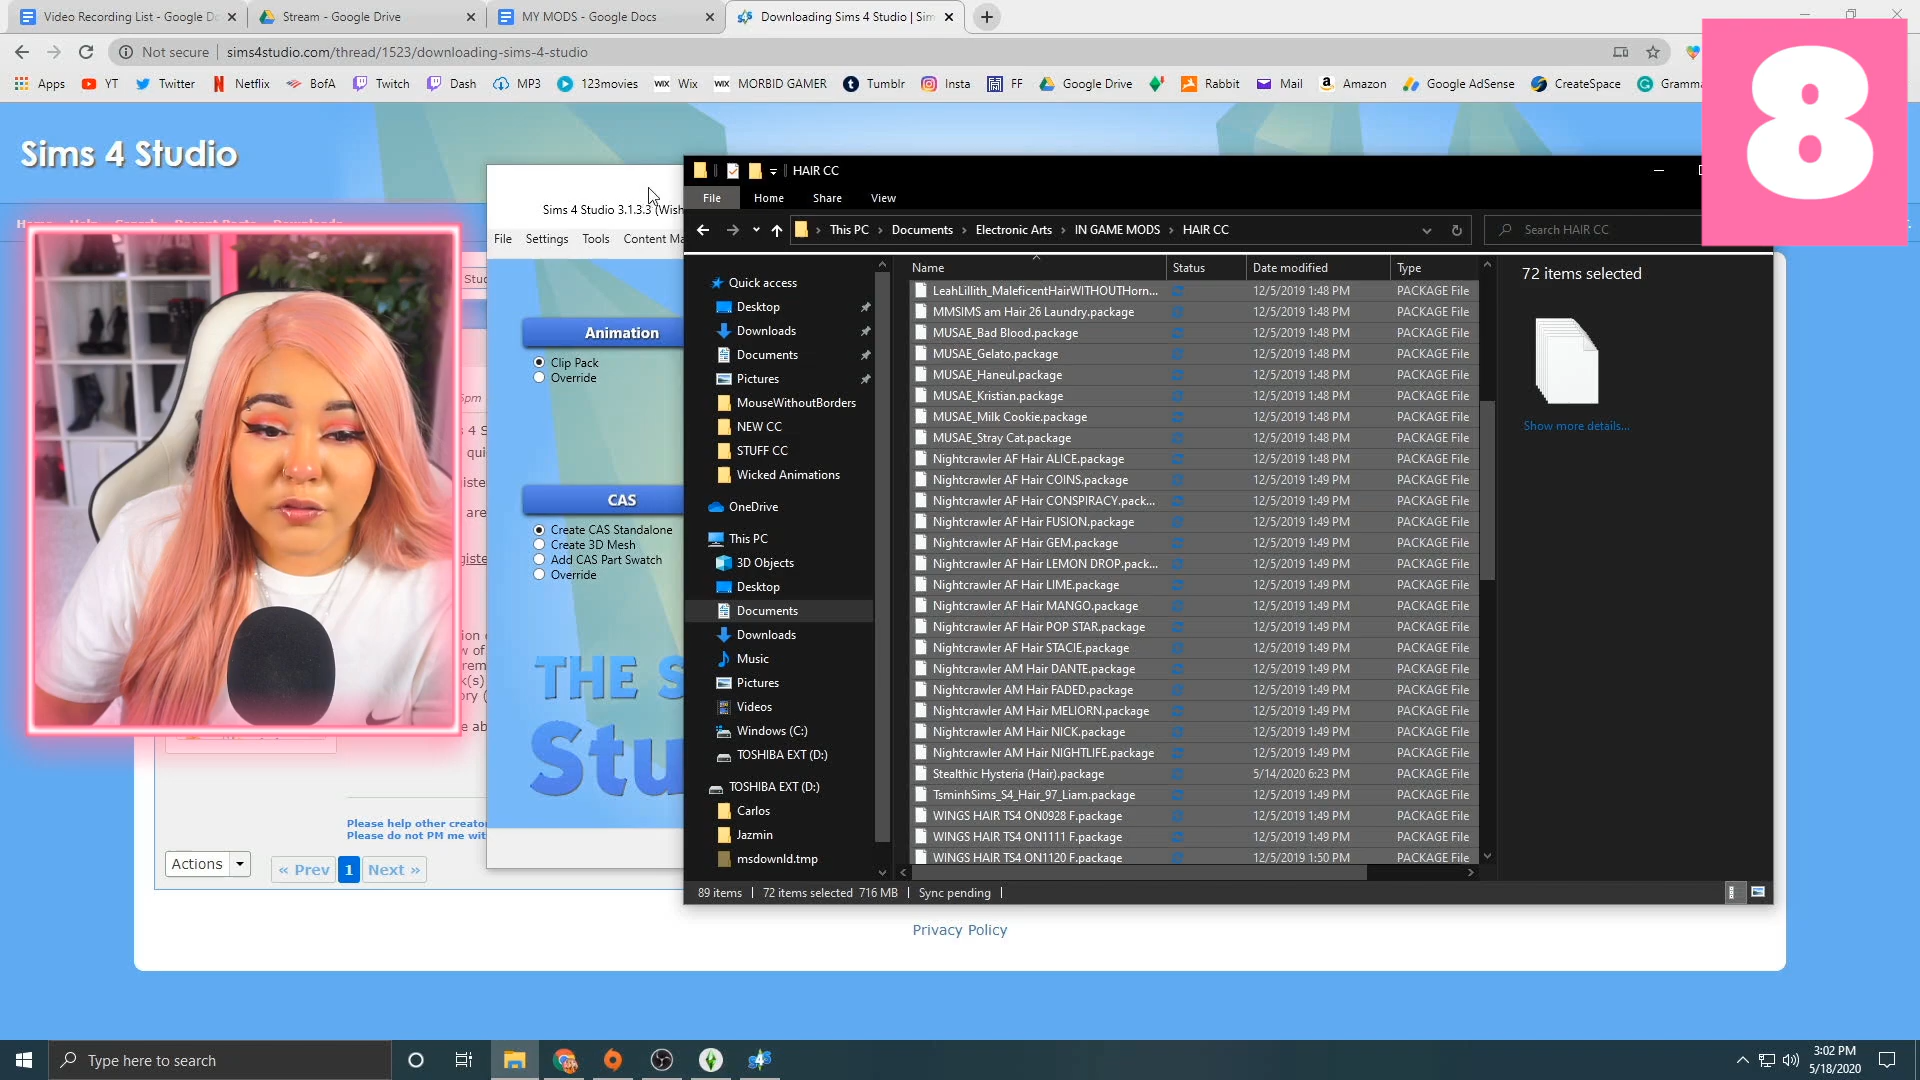 Video Recording List - Google Do
Stream - Google Drive
MY MODS - Google Docs
Downloading Sims 4 Studio | Sim
Not secure
sims4studio.com/thread/1523/downloading-sims-4-studio
Apps
YT
Twitter
Netflix
BofA
Twitch
Dash
MP3
123movies
WIX
Wix
WIX
MORBID GAMER
Tumblr
Insta
FF
Google Drive
Rabbit
Mail
Amazon
Google AdSense
CreateSpace
Gramma
8
Sims 4 Studio
Sims 4 Studio 3.1.3.3 (Wish
File
Settings
Tools
Content Ma
Animation
Clip Pack
Override
CAS
Create CAS Standalone
Create 3D Mesh
Add CAS Part Swatch
Override
THE S
Stu
HAIR CC
File
Home
Share
View
This PC
Documents
Electronic Arts
IN GAME MODS
HAIR CC
Search HAIR CC
Quick access
Desktop
Downloads
Documents
Pictures
MouseWithoutBorders
NEW CC
STUFF CC
Wicked Animations
OneDrive
This PC
3D Objects
Desktop
Documents
Downloads
Music
Pictures
Videos
Windows (C:)
TOSHIBA EXT (D:)
TOSHIBA EXT (D:)
Carlos
Jazmin
msdownld.tmp
Name Status Date modified Type
LeahLillith_MaleficentHairWITHOUTHorn... 12/5/2019 1:48 PM PACKAGE File
MMSIMS am Hair 26 Laundry.package 12/5/2019 1:48 PM PACKAGE File
MUSAE_Bad Blood.package 12/5/2019 1:48 PM PACKAGE File
MUSAE_Gelato.package 12/5/2019 1:48 PM PACKAGE File
MUSAE_Haneul.package 12/5/2019 1:48 PM PACKAGE File
MUSAE_Kristian.package 12/5/2019 1:48 PM PACKAGE File
MUSAE_Milk Cookie.package 12/5/2019 1:48 PM PACKAGE File
MUSAE_Stray Cat.package 12/5/2019 1:48 PM PACKAGE File
Nightcrawler AF Hair ALICE.package 12/5/2019 1:48 PM PACKAGE File
Nightcrawler AF Hair COINS.package 12/5/2019 1:48 PM PACKAGE File
Nightcrawler AF Hair CONSPIRACY.pack... 12/5/2019 1:49 PM PACKAGE File
Nightcrawler AF Hair FUSION.package 12/5/2019 1:49 PM PACKAGE File
Nightcrawler AF Hair GEM.package 12/5/2019 1:49 PM PACKAGE File
Nightcrawler AF Hair LEMON DROP.pack... 12/5/2019 1:49 PM PACKAGE File
Nightcrawler AF Hair LIME.package 12/5/2019 1:49 PM PACKAGE File
Nightcrawler AF Hair MANGO.package 12/5/2019 1:49 PM PACKAGE File
Nightcrawler AF Hair POP STAR.package 12/5/2019 1:49 PM PACKAGE File
Nightcrawler AF Hair STACIE.package 12/5/2019 1:49 PM PACKAGE File
Nightcrawler AM Hair DANTE.package 12/5/2019 1:49 PM PACKAGE File
Nightcrawler AM Hair FADED.package 12/5/2019 1:49 PM PACKAGE File
Nightcrawler AM Hair MELIORN.package 12/5/2019 1:49 PM PACKAGE File
Nightcrawler AM Hair NICK.package 12/5/2019 1:49 PM PACKAGE File
Nightcrawler AM Hair NIGHTLIFE.package 12/5/2019 1:49 PM PACKAGE File
Stealthic Hysteria (Hair).package 5/14/2020 6:23 PM PACKAGE File
TsminhSims_S4_Hair_97_Liam.package 12/5/2019 1:49 PM PACKAGE File
WINGS HAIR TS4 ON0928 F.package 12/5/2019 1:49 PM PACKAGE File
WINGS HAIR TS4 ON1111 F.package 12/5/2019 1:49 PM PACKAGE File
WINGS HAIR TS4 ON1120 F.package 12/5/2019 1:50 PM PACKAGE File
72 items selected
Show more details...
89 items
72 items selected 716 MB
Sync pending
Please help other creator
Please do not PM me wit
Actions
« Prev
1
Next »
Privacy Policy
Type here to search
3:02 PM
5/18/2020